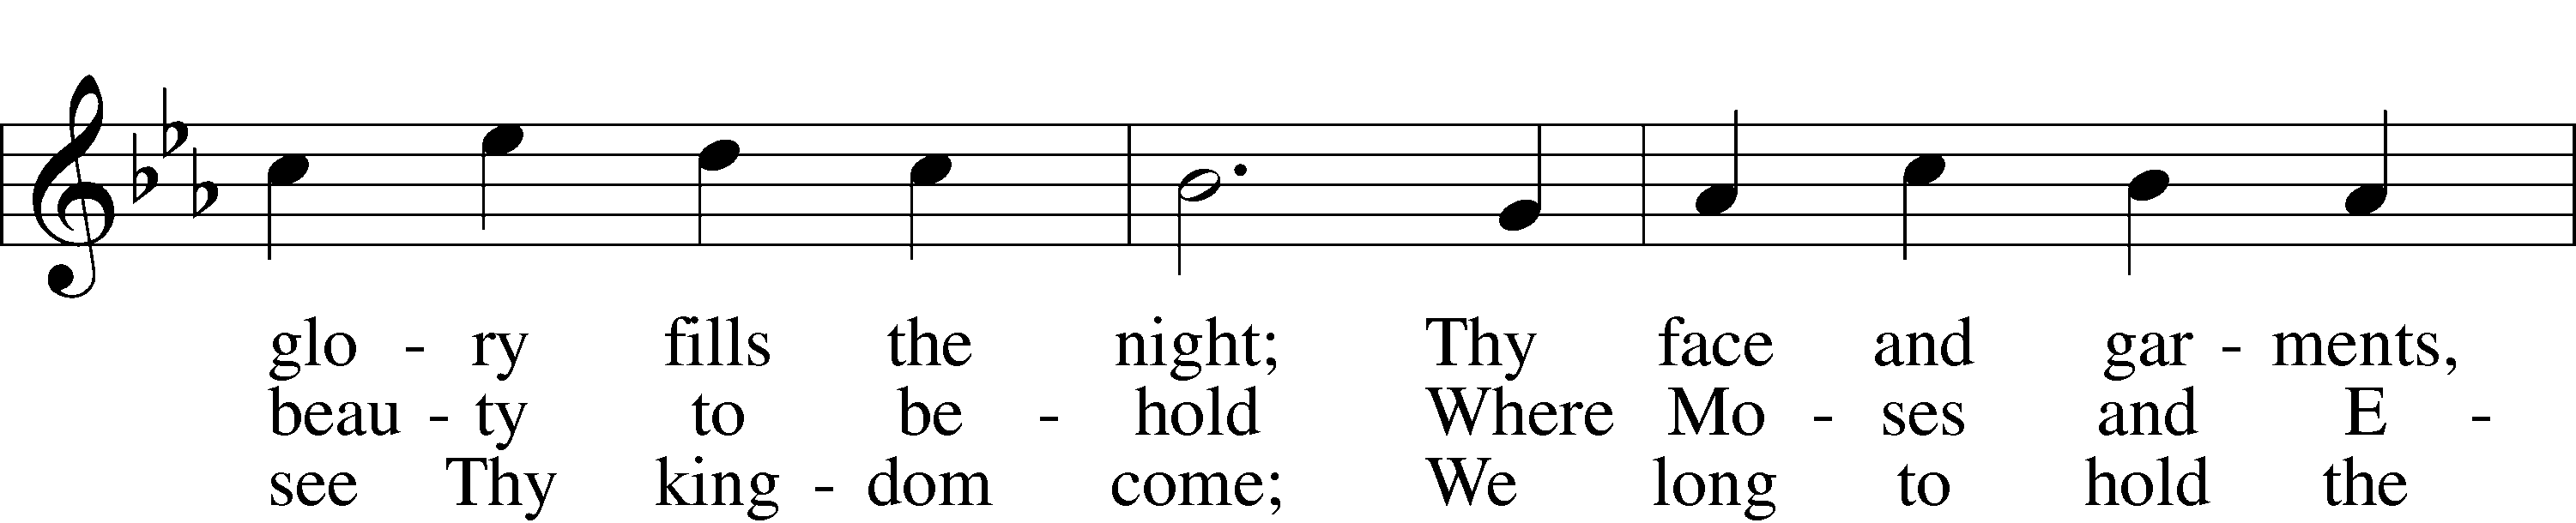 glo - ry fills the night; Thy face and gar - ments,
beau - ty to be - hold Where Mo - ses and E -
see Thy king - dom come; We long to hold the